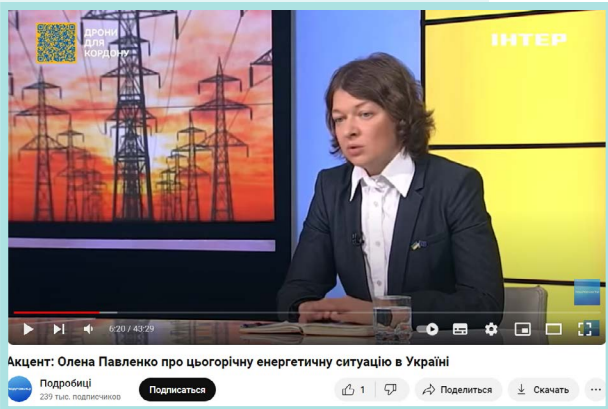 ДРОНИ
ДЛЯ
КОРДОНУ
ІНТЕР
6:20 / 43:29
Акцент: Олена Павленко про цьогорічну енергетичну ситуацію в Україні
Подробиці
239 тыс. подписчиков
Подписаться
1
Поделиться
Скачать